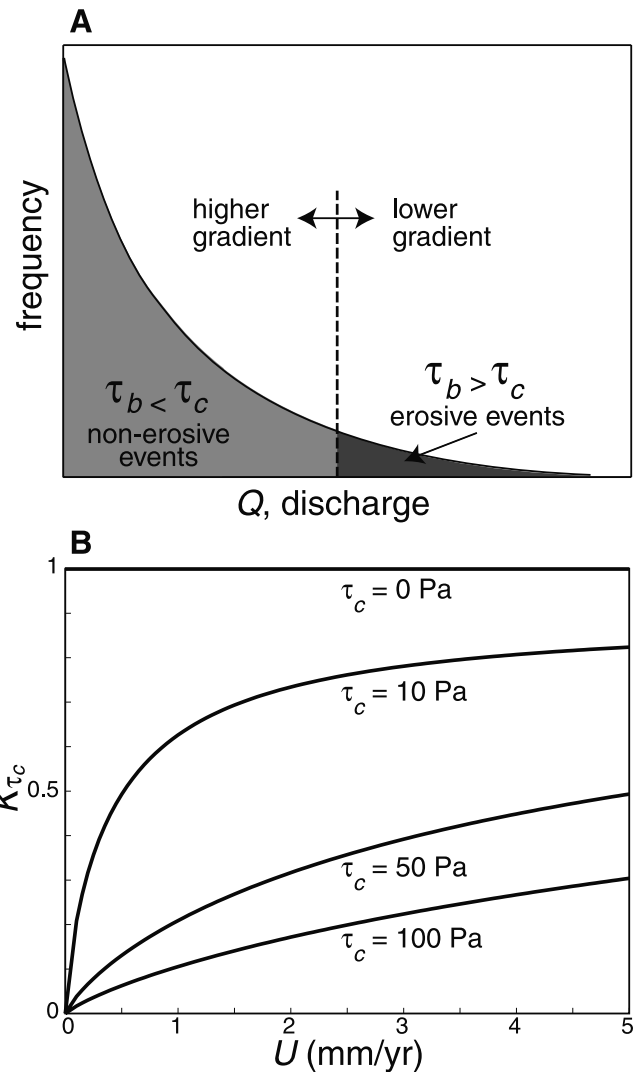 A
frequency
higher
gradient
lower
gradient
τb < τc
non-erosive
events
τb > τc
erosive events
Q, discharge
B
1
τc = 0 Pa
τc = 10 Pa
Kτc
0.5
τc = 50 Pa
τc = 100 Pa
0
0 1 2 3 4 5
U (mm/yr)